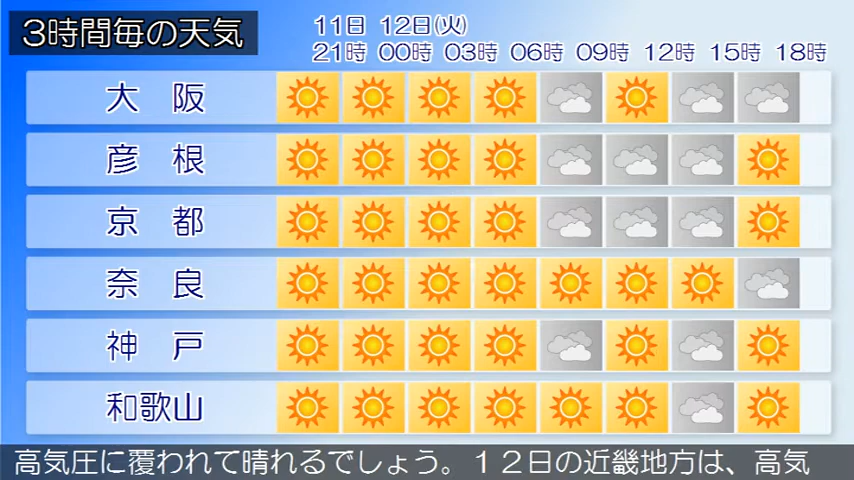 3時間毎の天気
11日 12日(火)
21時 00時 03時 06時 09時 12時 15時 18時
大 阪
彦 根
京 都
奈 良
神 戸
和歌山
高気圧に覆われて晴れるでしょう。１２日の近畿地方は、高気